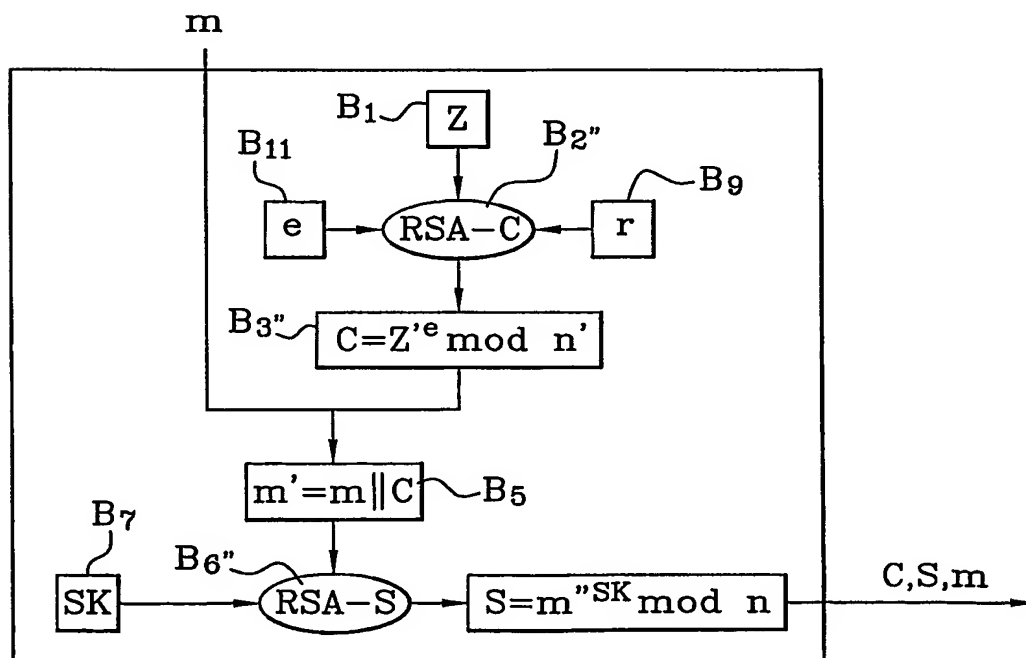 m
B₁ Z
B₁₁ B₂" B₉
e RSA-C r
B₃" C=Z'ᵉ mod n'
m'=m||C B₅
B₇ B₆"
SK RSA-S S=m"ˢᴷ mod n C,S,m